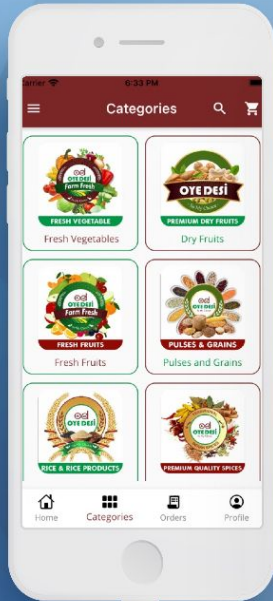 6:33 PM
Categories
OYE DESI
Farm Fresh
FRESH VEGETABLE
Fresh Vegetables
OYE DESI
PREMIUM DRY FRUITS
Dry Fruits
OYE DESI
Farm Fresh
FRESH FRUITS
Fresh Fruits
OYE DESI
PULSES & GRAINS
Pulses and Grains
OYE DESI
RICE & RICE PRODUCTS
OYE DESI
PREMIUM QUALITY SPICES
Home
Categories
Orders
Profile